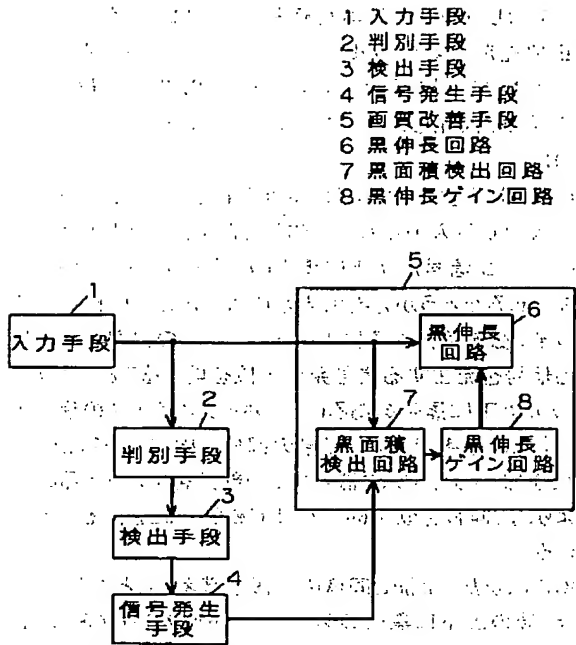 1 入力手段
2 判別手段
3 検出手段
4 信号発生手段
5 画質改善手段
6 黒伸長回路
7 黒面積検出回路
8 黒伸長ゲイン回路
5
1
6
入力手段
黒伸長
回路
2
7
8
判別手段
黒面積
検出回路
黒伸長
ゲイン回路
3
検出手段
4
信号発生
手段